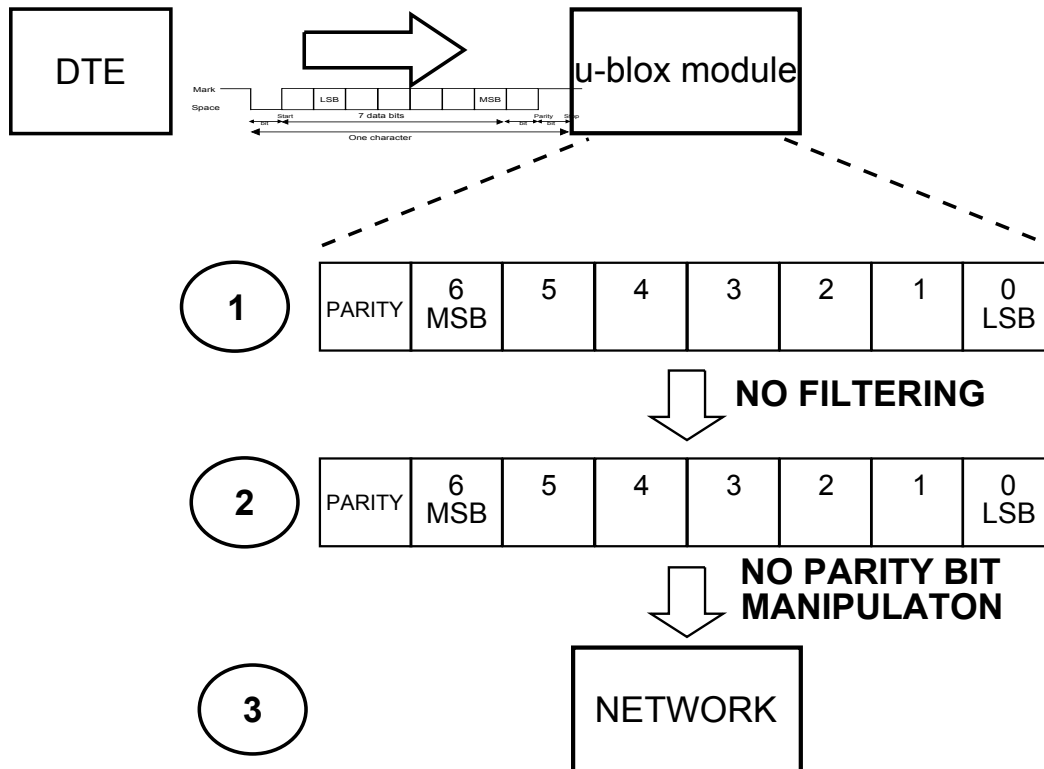 DTE
u-blox module
Mark
Space
LSB
MSB
Start
bit
7 data bits
bit
Parity
bit
Stop
One character
1
PARITY
6
MSB
5
4
3
2
1
0
LSB
NO FILTERING
2
PARITY
6
MSB
5
4
3
2
1
0
LSB
NO PARITY BIT
MANIPULATON
3
NETWORK